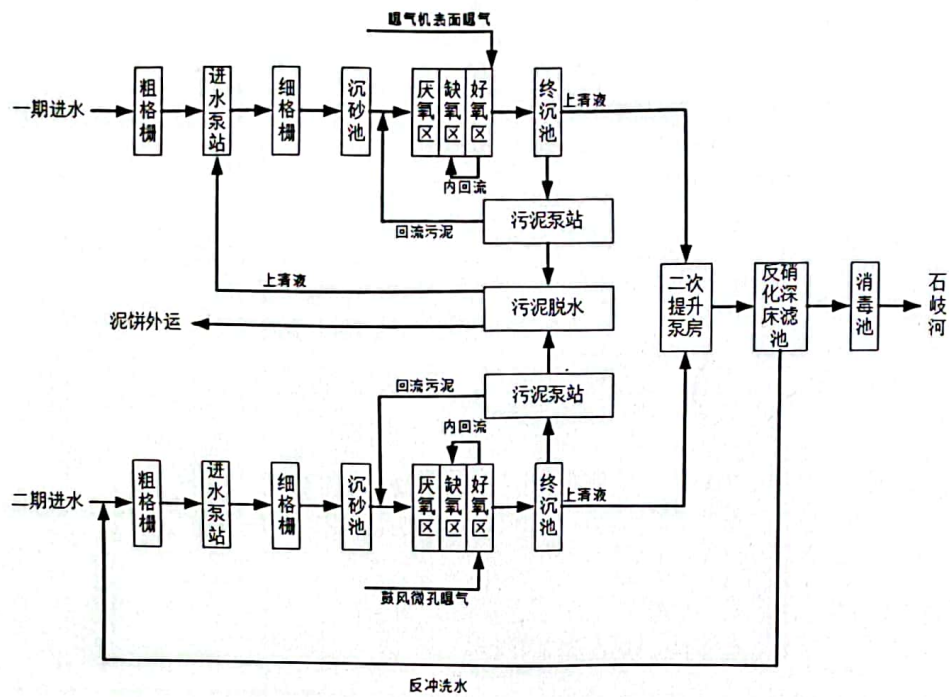 曝气机表面曝气
一期进水
粗格栅
进水泵站
细格栅
沉砂池
厌氧区
缺氧区
好氧区
终沉池
上清液
内回流
回流污泥
污泥泵站
上清液
污泥脱水
泥饼外运
二次提升泵房
反硝化深床滤池
消毒池
石岐河
回流污泥
污泥泵站
内回流
二期进水
粗格栅
进水泵站
细格栅
沉砂池
厌氧区
缺氧区
好氧区
终沉池
上清液
鼓风微孔曝气
反冲洗水